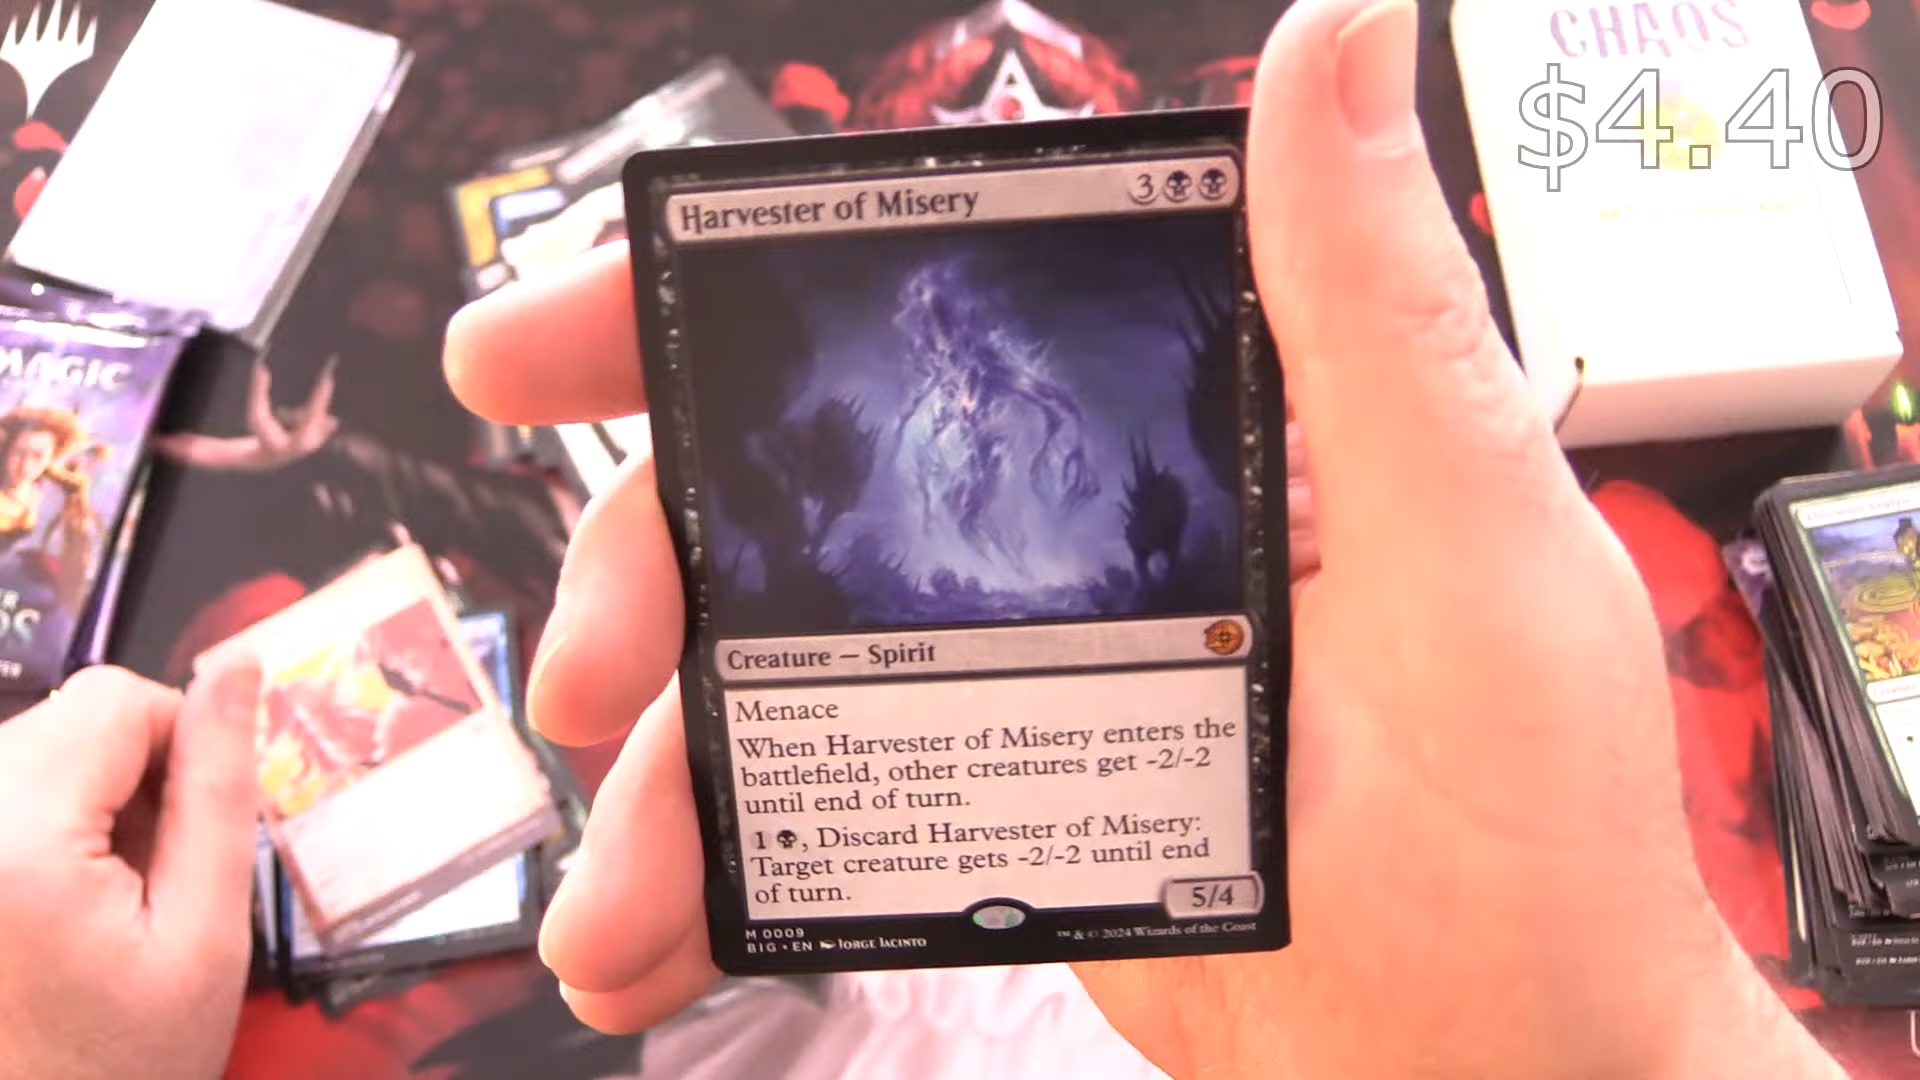 CHAOS
$4.40
Harvester of Misery
3
MAGIC
Creature — Spirit
Menace
When Harvester of Misery enters the
battlefield, other creatures get -2/-2
until end of turn.
1 , Discard Harvester of Misery:
Target creature gets -2/-2 until end
of turn.
5/4
M 0009
BIG • EN JORGE JACINTO
™ & © 2024 Wizards of the Coast